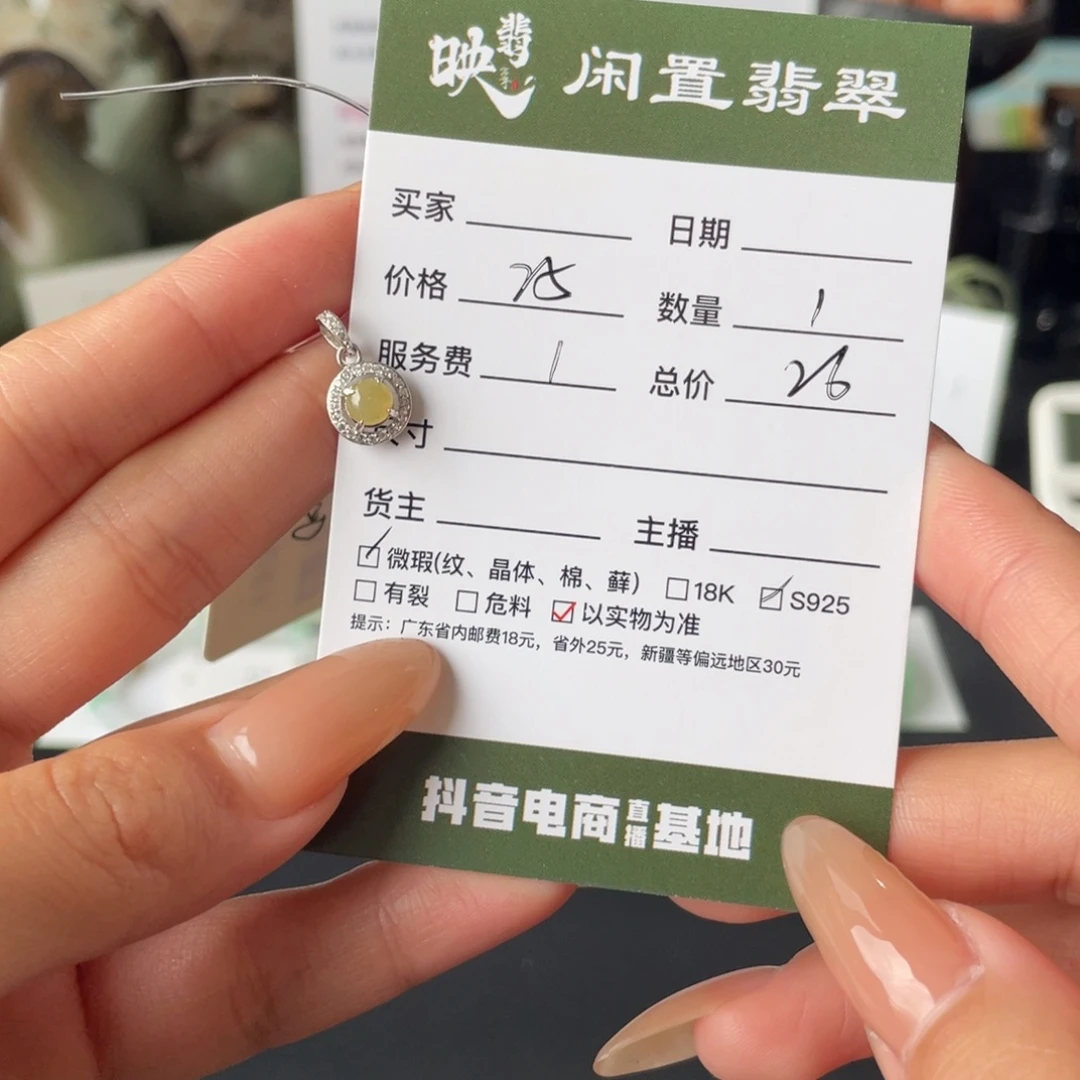 映翡 闲置翡翠
买家 日期
价格 25 数量 1
服务费 1 总价 26
寸
货主 主播
微瑕(纹、晶体、棉、藓) 18K S925
有裂 危料 以实物为准
提示：广东省内邮费18元，省外25元，新疆等偏远地区30元
抖音电商直播基地